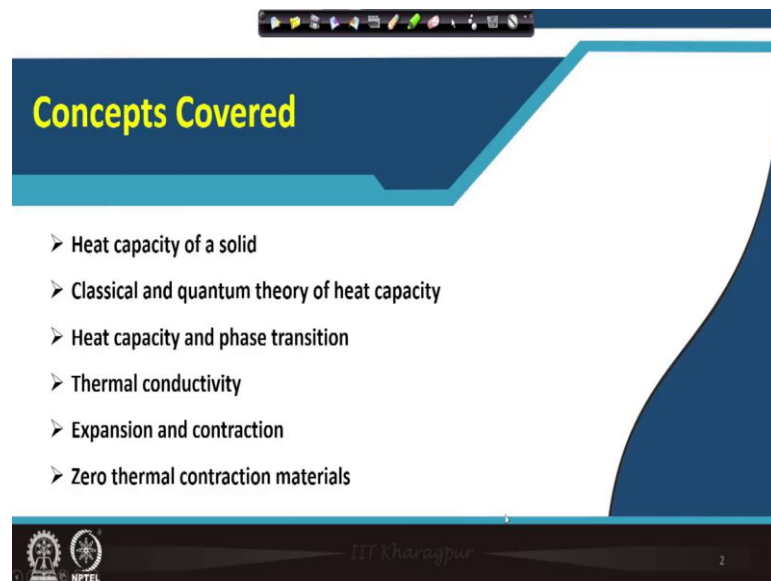 Concepts Covered
➤ Heat capacity of a solid
➤ Classical and quantum theory of heat capacity
➤ Heat capacity and phase transition
➤ Thermal conductivity
➤ Expansion and contraction
➤ Zero thermal contraction materials
NPTEL
IIT Kharagpur
2